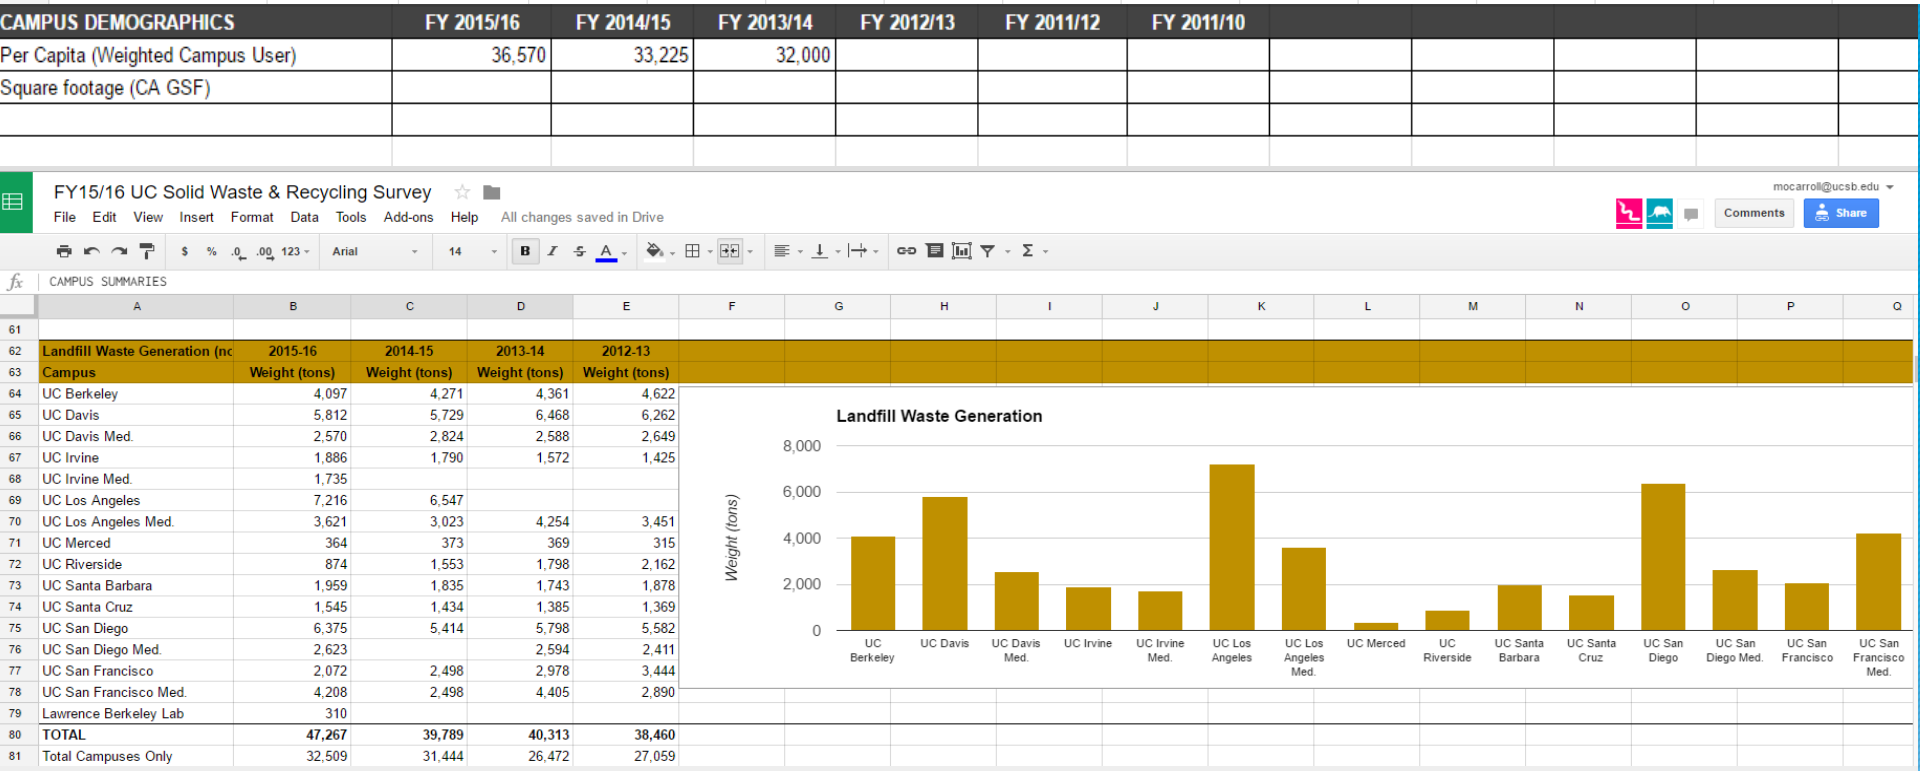 CAMPUS DEMOGRAPHICS FY 2015/16 FY 2014/15 FY 2013/14 FY 2012/13 FY 2011/12 FY 2011/10
Per Capita (Weighted Campus User) 36,570 33,225 32,000
Square footage (CA GSF)
FY15/16 UC Solid Waste & Recycling Survey
mocarroll@ucsb.edu
File Edit View Insert Format Data Tools Add-ons Help All changes saved in Drive
Comments Share
$ % .0 .00 123 Arial 14 B I S A Σ
fx CAMPUS SUMMARIES
A B C D E F G H I J K L M N O P Q
61
62 Landfill Waste Generation (nc 2015-16 2014-15 2013-14 2012-13
63 Campus Weight (tons) Weight (tons) Weight (tons) Weight (tons)
64 UC Berkeley 4,097 4,271 4,361 4,622
65 UC Davis 5,812 5,729 6,468 6,262
66 UC Davis Med. 2,570 2,824 2,588 2,649
67 UC Irvine 1,886 1,790 1,572 1,425
68 UC Irvine Med. 1,735
69 UC Los Angeles 7,216 6,547
70 UC Los Angeles Med. 3,621 3,023 4,254 3,451
71 UC Merced 364 373 369 315
72 UC Riverside 874 1,553 1,798 2,162
73 UC Santa Barbara 1,959 1,835 1,743 1,878
74 UC Santa Cruz 1,545 1,434 1,385 1,369
75 UC San Diego 6,375 5,414 5,798 5,582
76 UC San Diego Med. 2,623 2,594 2,411
77 UC San Francisco 2,072 2,498 2,978 3,444
78 UC San Francisco Med. 4,208 2,498 4,405 2,890
79 Lawrence Berkeley Lab 310
80 TOTAL 47,267 39,789 40,313 38,460
81 Total Campuses Only 32,509 31,444 26,472 27,059
Landfill Waste Generation
Weight (tons)
8,000
6,000
4,000
2,000
0
UC Berkeley
UC Davis
UC Davis Med.
UC Irvine
UC Irvine Med.
UC Los Angeles
UC Los Angeles Med.
UC Merced
UC Riverside
UC Santa Barbara
UC Santa Cruz
UC San Diego
UC San Diego Med.
UC San Francisco
UC San Francisco Med.